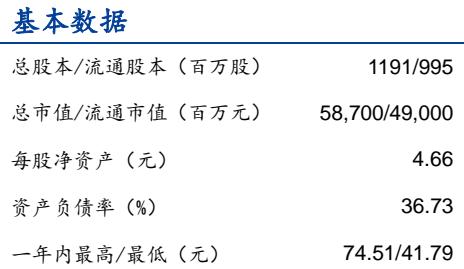 基本数据
总股本/流通股本（百万股） 1191/995
总市值/流通市值（百万元） 58,700/49,000
每股净资产（元） 4.66
资产负债率（%） 36.73
一年内最高/最低（元） 74.51/41.79